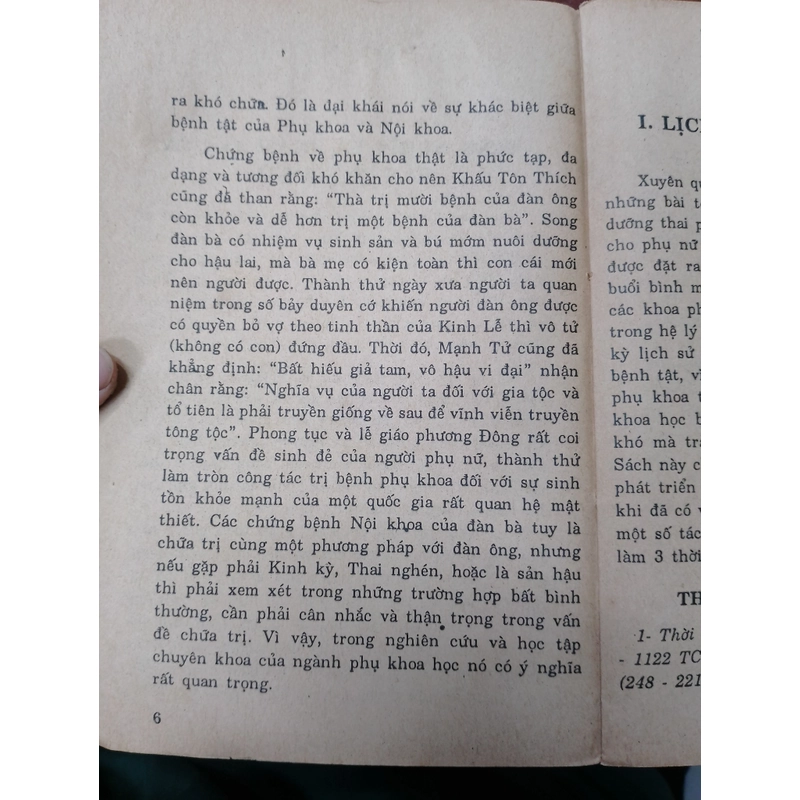 ra khó chữa. Đó là đại khái nói về sự khác biệt giữa
bệnh tật của Phụ khoa và Nội khoa.
Chứng bệnh về phụ khoa thật là phức tạp, đa
dạng và tương đối khó khăn cho nên Khấu Tôn Thích
cũng đả than rằng: “Thà trị mười bệnh của đàn ông
còn khỏe và dễ hơn trị một bệnh của đàn bà”. Song
đàn bà có nhiệm vụ sinh sản và bú mớm nuôi dưỡng
cho hậu lai, mà bà mẹ có kiện toàn thì con cái mới
nên người được. Thành thử ngày xưa người ta quan
niệm trong số bảy duyên cớ khiến người đàn ông được
có quyền bỏ vợ theo tinh thần của Kinh Lễ thì vô tử
(không có con) đứng đầu. Thời đó, Mạnh Tử cũng đã
khẳng định: “Bất hiếu giả tam, vô hậu vi đại” nhận
chân rằng: “Nghĩa vụ của người ta đối với gia tộc và
tổ tiên là phải truyền giống về sau để vĩnh viễn truyền
tông tộc”. Phong tục và lễ giáo phương Đông rất coi
trọng vấn đề sinh đẻ của người phụ nữ, thành thử
làm tròn công tác trị bệnh phụ khoa đối với sự sinh
tồn khỏe mạnh của một quốc gia rất quan hệ mật
thiết. Các chứng bệnh Nội khoa của đàn bà tuy là
chữa trị cùng một phương pháp với đàn ông, nhưng
nếu gặp phải Kinh kỳ, Thai nghén, hoặc là sản hậu
thì phải xem xét trong những trường hợp bất bình
thường, cần phải cân nhắc và thận trọng trong vấn
đề chữa trị. Vì vậy, trong nghiên cứu và học tập
chuyên khoa của ngành phụ khoa học nó có ý nghĩa
rất quan trọng.
6
I. LỊC
Xuyên qu
những bài t
dưỡng thai p
cho phụ nữ
được đặt ra
buổi bình m
các khoa ph
trong hệ lý
kỳ lịch sử
bệnh tật, vì
phụ khoa t
khoa học b
khó mà tra
Sách này c
phát triển
khi đã có v
một số tác
làm 3 thời
TH
1- Thời
- 1122 TC
(248 - 221